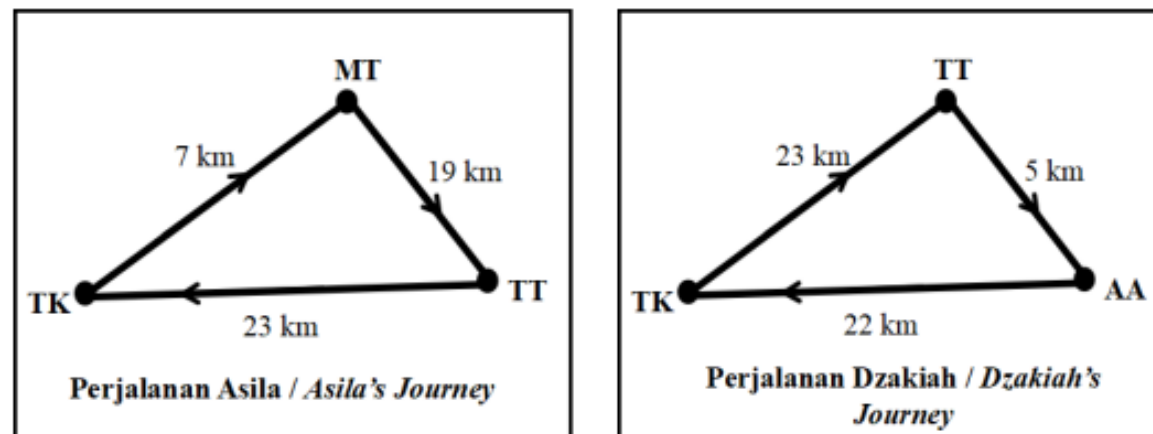 MT
7 km
19 km
TK
TT
23 km
Perjalanan Asila / Asila's Journey
TT
23 km
5 km
TK
AA
22 km
Perjalanan Dzakiah / Dzakiah's
Journey